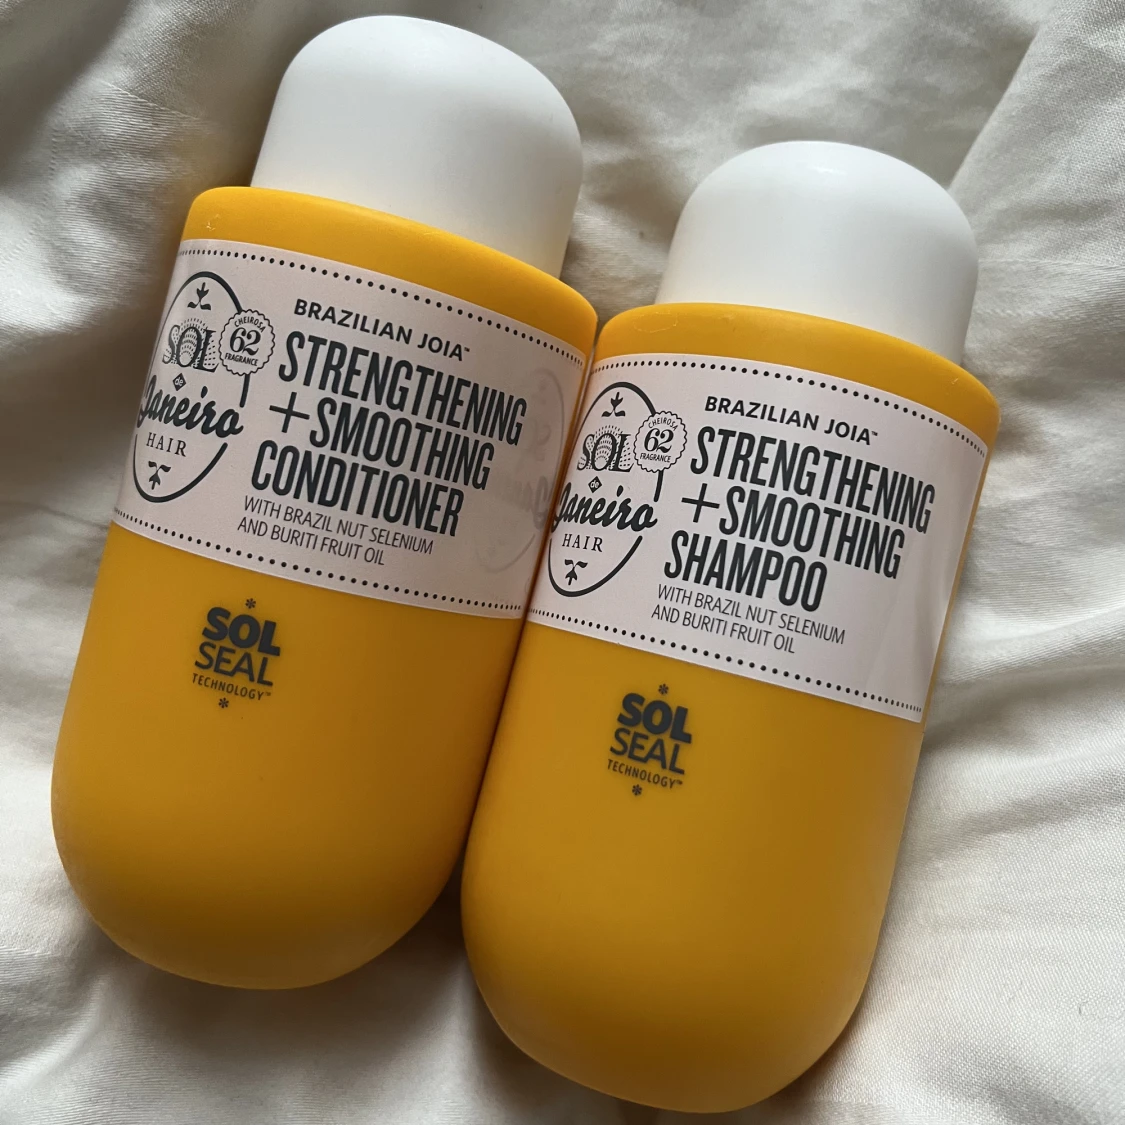 SOL
de
Janeiro
HAIR
CHEIROSA
62
FRAGRANCE
BRAZILIAN JOIA™
STRENGTHENING
+SMOOTHING
CONDITIONER
WITH BRAZIL NUT SELENIUM
AND BURITI FRUIT OIL
SOL
SEAL
TECHNOLOGY™
SOL
de
Janeiro
HAIR
CHEIROSA
62
FRAGRANCE
BRAZILIAN JOIA™
STRENGTHENING
+SMOOTHING
SHAMPOO
WITH BRAZIL NUT SELENIUM
AND BURITI FRUIT OIL
SOL
SEAL
TECHNOLOGY™